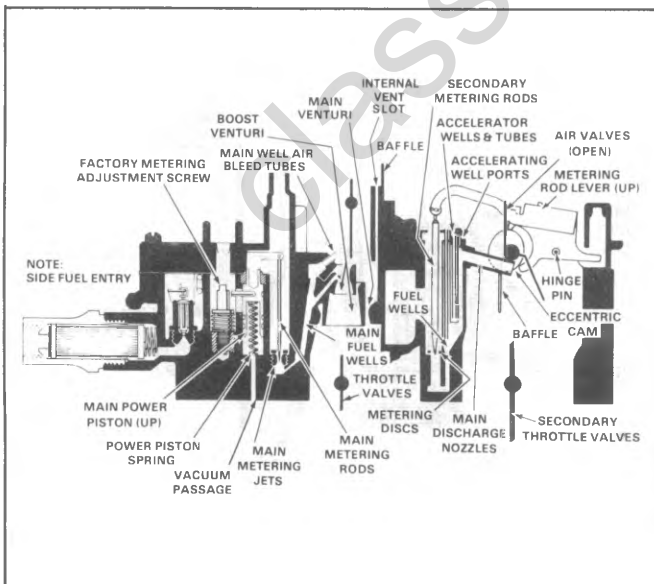 INTERNAL
VENT
SLOT
SECONDARY
METERING RODS
MAIN
VENTURI
BOOST
VENTURI
BAFFLE
ACCELERATOR
WELLS & TUBES
AIR VALVES
(OPEN)
MAIN WELL AIR
BLEED TUBES
ACCELERATING
WELL PORTS
METERING
ROD LEVER (UP)
FACTORY METERING
ADJUSTMENT SCREW
NOTE:
SIDE FUEL ENTRY
HINGE
PIN
FUEL
WELLS
ECCENTRIC
CAM
BAFFLE
MAIN
FUEL
WELLS
THROTTLE
VALVES
MAIN POWER
PISTON (UP)
METERING
DISCS
MAIN
DISCHARGE
NOZZLES
SECONDARY
THROTTLE VALVES
POWER PISTON
SPRING
MAIN
METERING
JETS
MAIN
METERING
RODS
VACUUM
PASSAGE
class